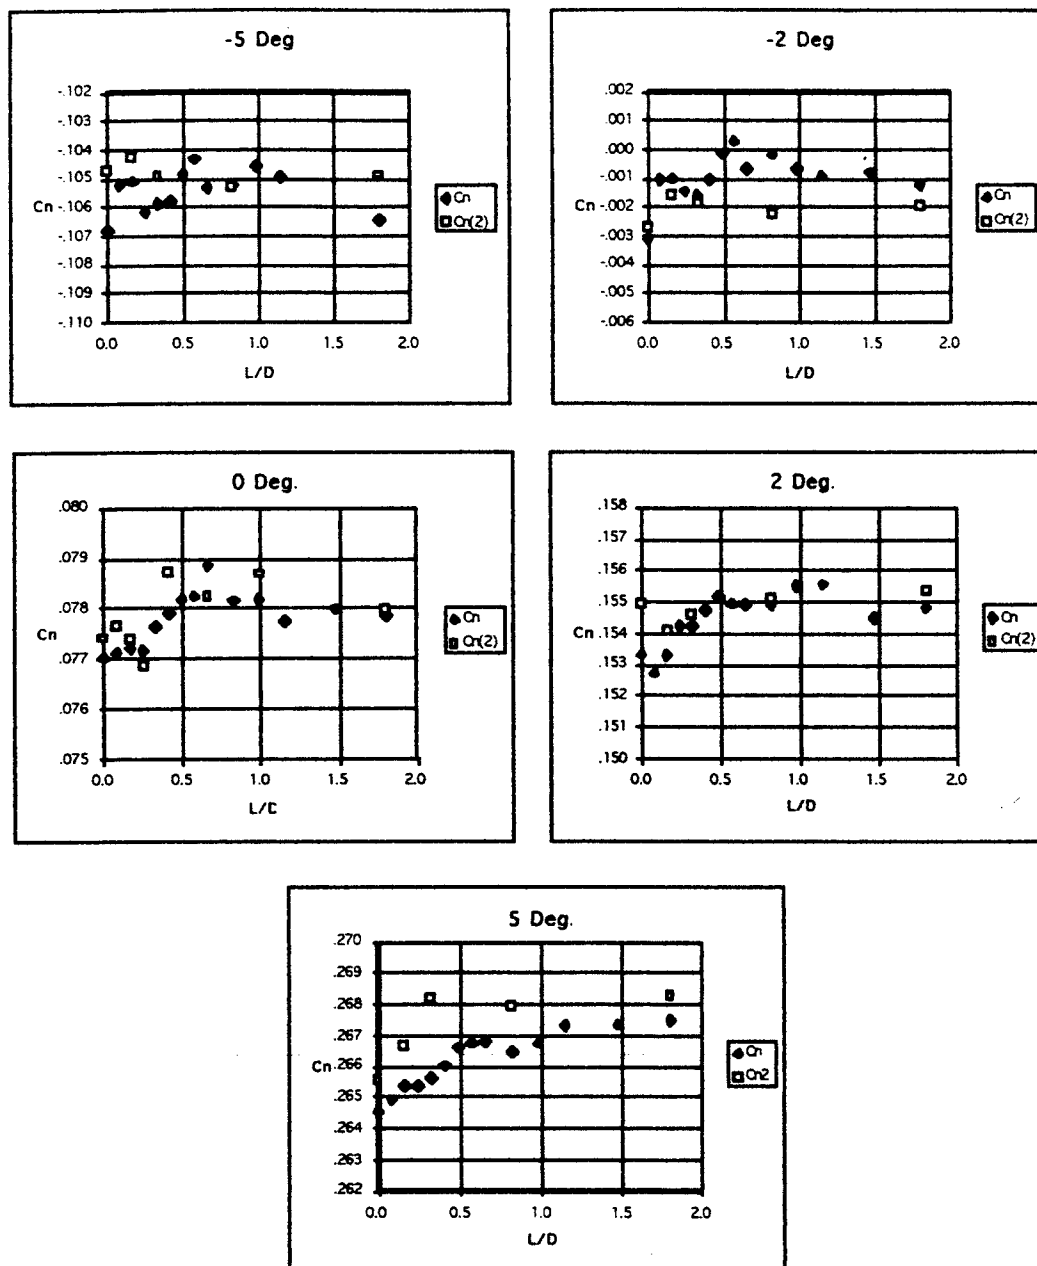 -5 Deg
-.102
-.103
-.104
-.105
Cn -.106
-.107
-.108
-.109
-.110
0.0 0.5 1.0 1.5 2.0
L/D
Cn
Cn(2)
-2 Deg
.002
.001
.000
-.001
Cn -.002
-.003
-.004
-.005
-.006
0.0 0.5 1.0 1.5 2.0
L/D
Cn
Cn(2)
0 Deg.
.080
.079
.078
Cn
.077
.076
.075
0.0 0.5 1.0 1.5 2.0
L/D
Cn
Cn(2)
2 Deg.
.158
.157
.156
.155
Cn .154
.153
.152
.151
.150
0.0 0.5 1.0 1.5 2.0
L/D
Cn
Cn(2)
5 Deg.
.270
.269
.268
.267
Cn .266
.265
.264
.263
.262
0.0 0.5 1.0 1.5 2.0
L/D
Cn
Cn2